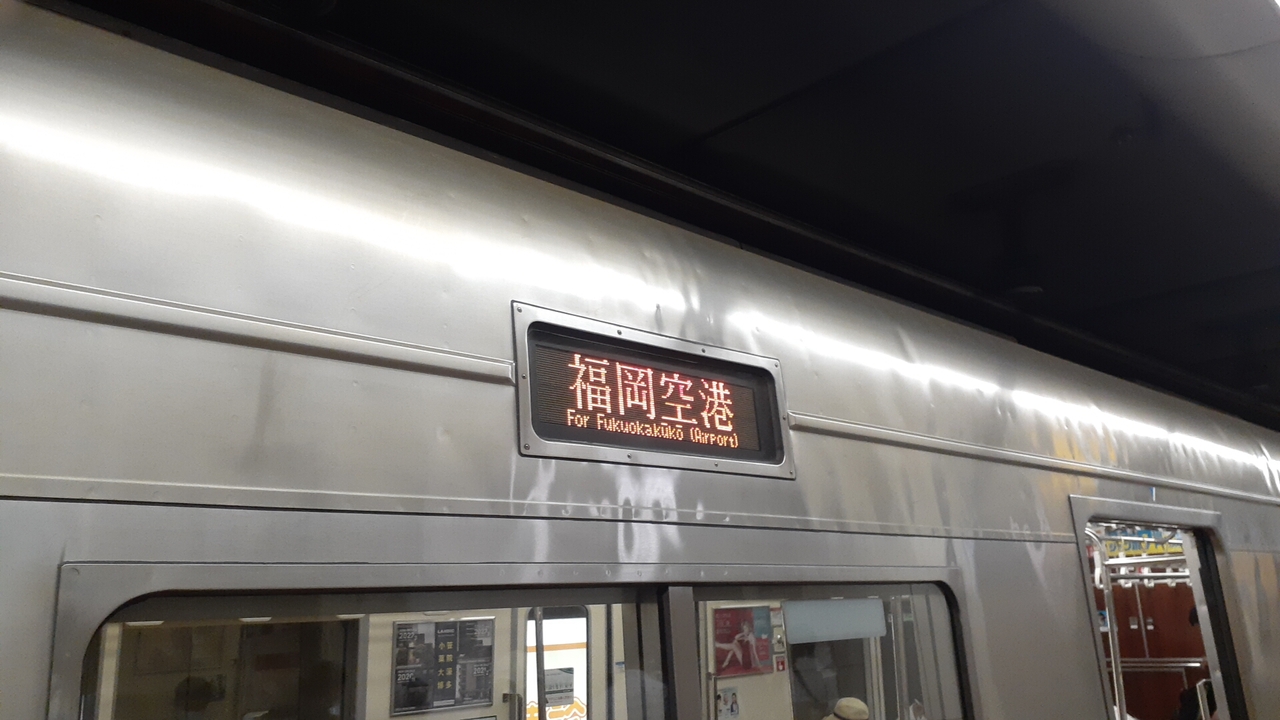 福岡空港
For Fukuokakūkō (Airport)